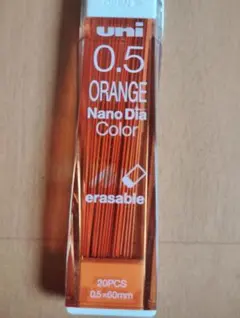 uni
0.5
ORANGE
Nano Dia
Color
erasable
20PCS
0.5×60mm